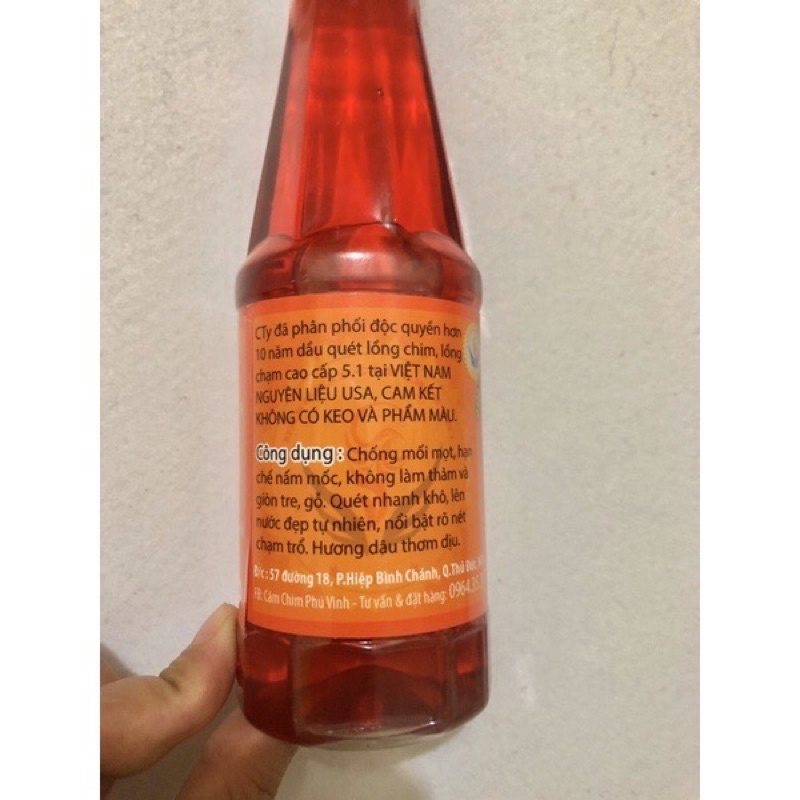 CTy đã phân phối độc quyền hơn
10 năm dầu quét lồng chim, lồng
chạm cao cấp 5.1 tại VIỆT NAM
NGUYÊN LIỆU USA, CAM KẾT
KHÔNG CÓ KEO VÀ PHẨM MÀU.
Công dụng : Chống mối mọt, hạn
chế nấm mốc, không làm thảm và
giòn tre, gỏ. Quét nhanh khô, lên
nước đẹp tự nhiên, nổi bật rõ nét
chạm trổ. Hương dâu thơm dịu.
Đ/c : 57 đường 18, P.Hiệp Bình Chánh, Q.Thủ Đức,
FB: Cám Chim Phú Vinh - Tư vấn & đặt hàng: